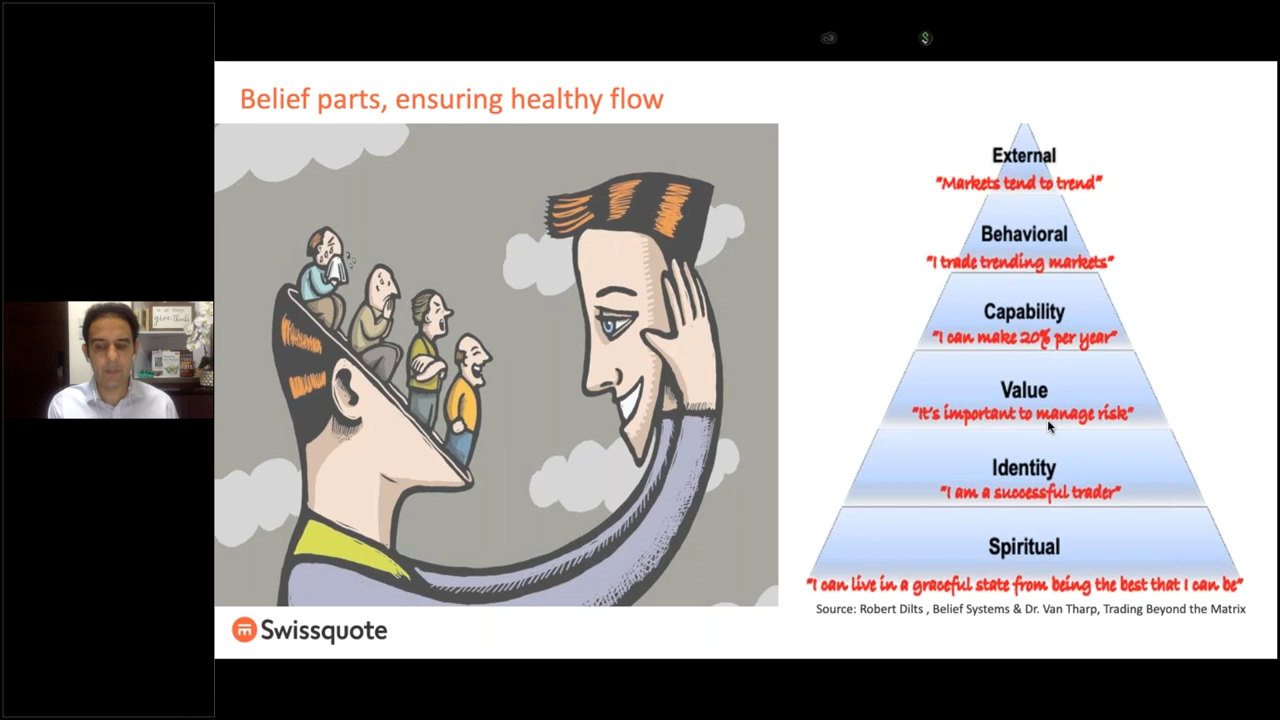 Belief parts, ensuring healthy flow
External
"Markets tend to trend"
Behavioral
"I trade trending markets"
Capability
"I can make 20% per year"
Value
"It's important to manage risk"
Identity
"I am a successful trader"
Spiritual
"I can live in a graceful state from being the best that I can be"
Source: Robert Dilts , Belief Systems & Dr. Van Tharp, Trading Beyond the Matrix
Swissquote
give thanks